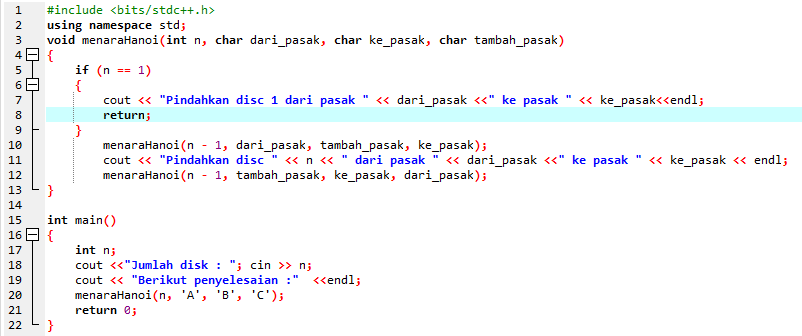 1 #include <bits/stdc++.h>
2 using namespace std;
3 void menaraHanoi(int n, char dari_pasak, char ke_pasak, char tambah_pasak)
4 {
5     if (n == 1)
6     {
7         cout << "Pindahkan disc 1 dari pasak " << dari_pasak <<" ke pasak " << ke_pasak<<endl;
8         return;
9     }
10         menaraHanoi(n - 1, dari_pasak, tambah_pasak, ke_pasak);
11         cout << "Pindahkan disc " << n << " dari pasak " << dari_pasak <<" ke pasak " << ke_pasak << endl;
12         menaraHanoi(n - 1, tambah_pasak, ke_pasak, dari_pasak);
13 }
14
15 int main()
16 {
17     int n;
18     cout <<"Jumlah disk : "; cin >> n;
19     cout << "Berikut penyelesaian :"  <<endl;
20     menaraHanoi(n, 'A', 'B', 'C');
21     return 0;
22 }